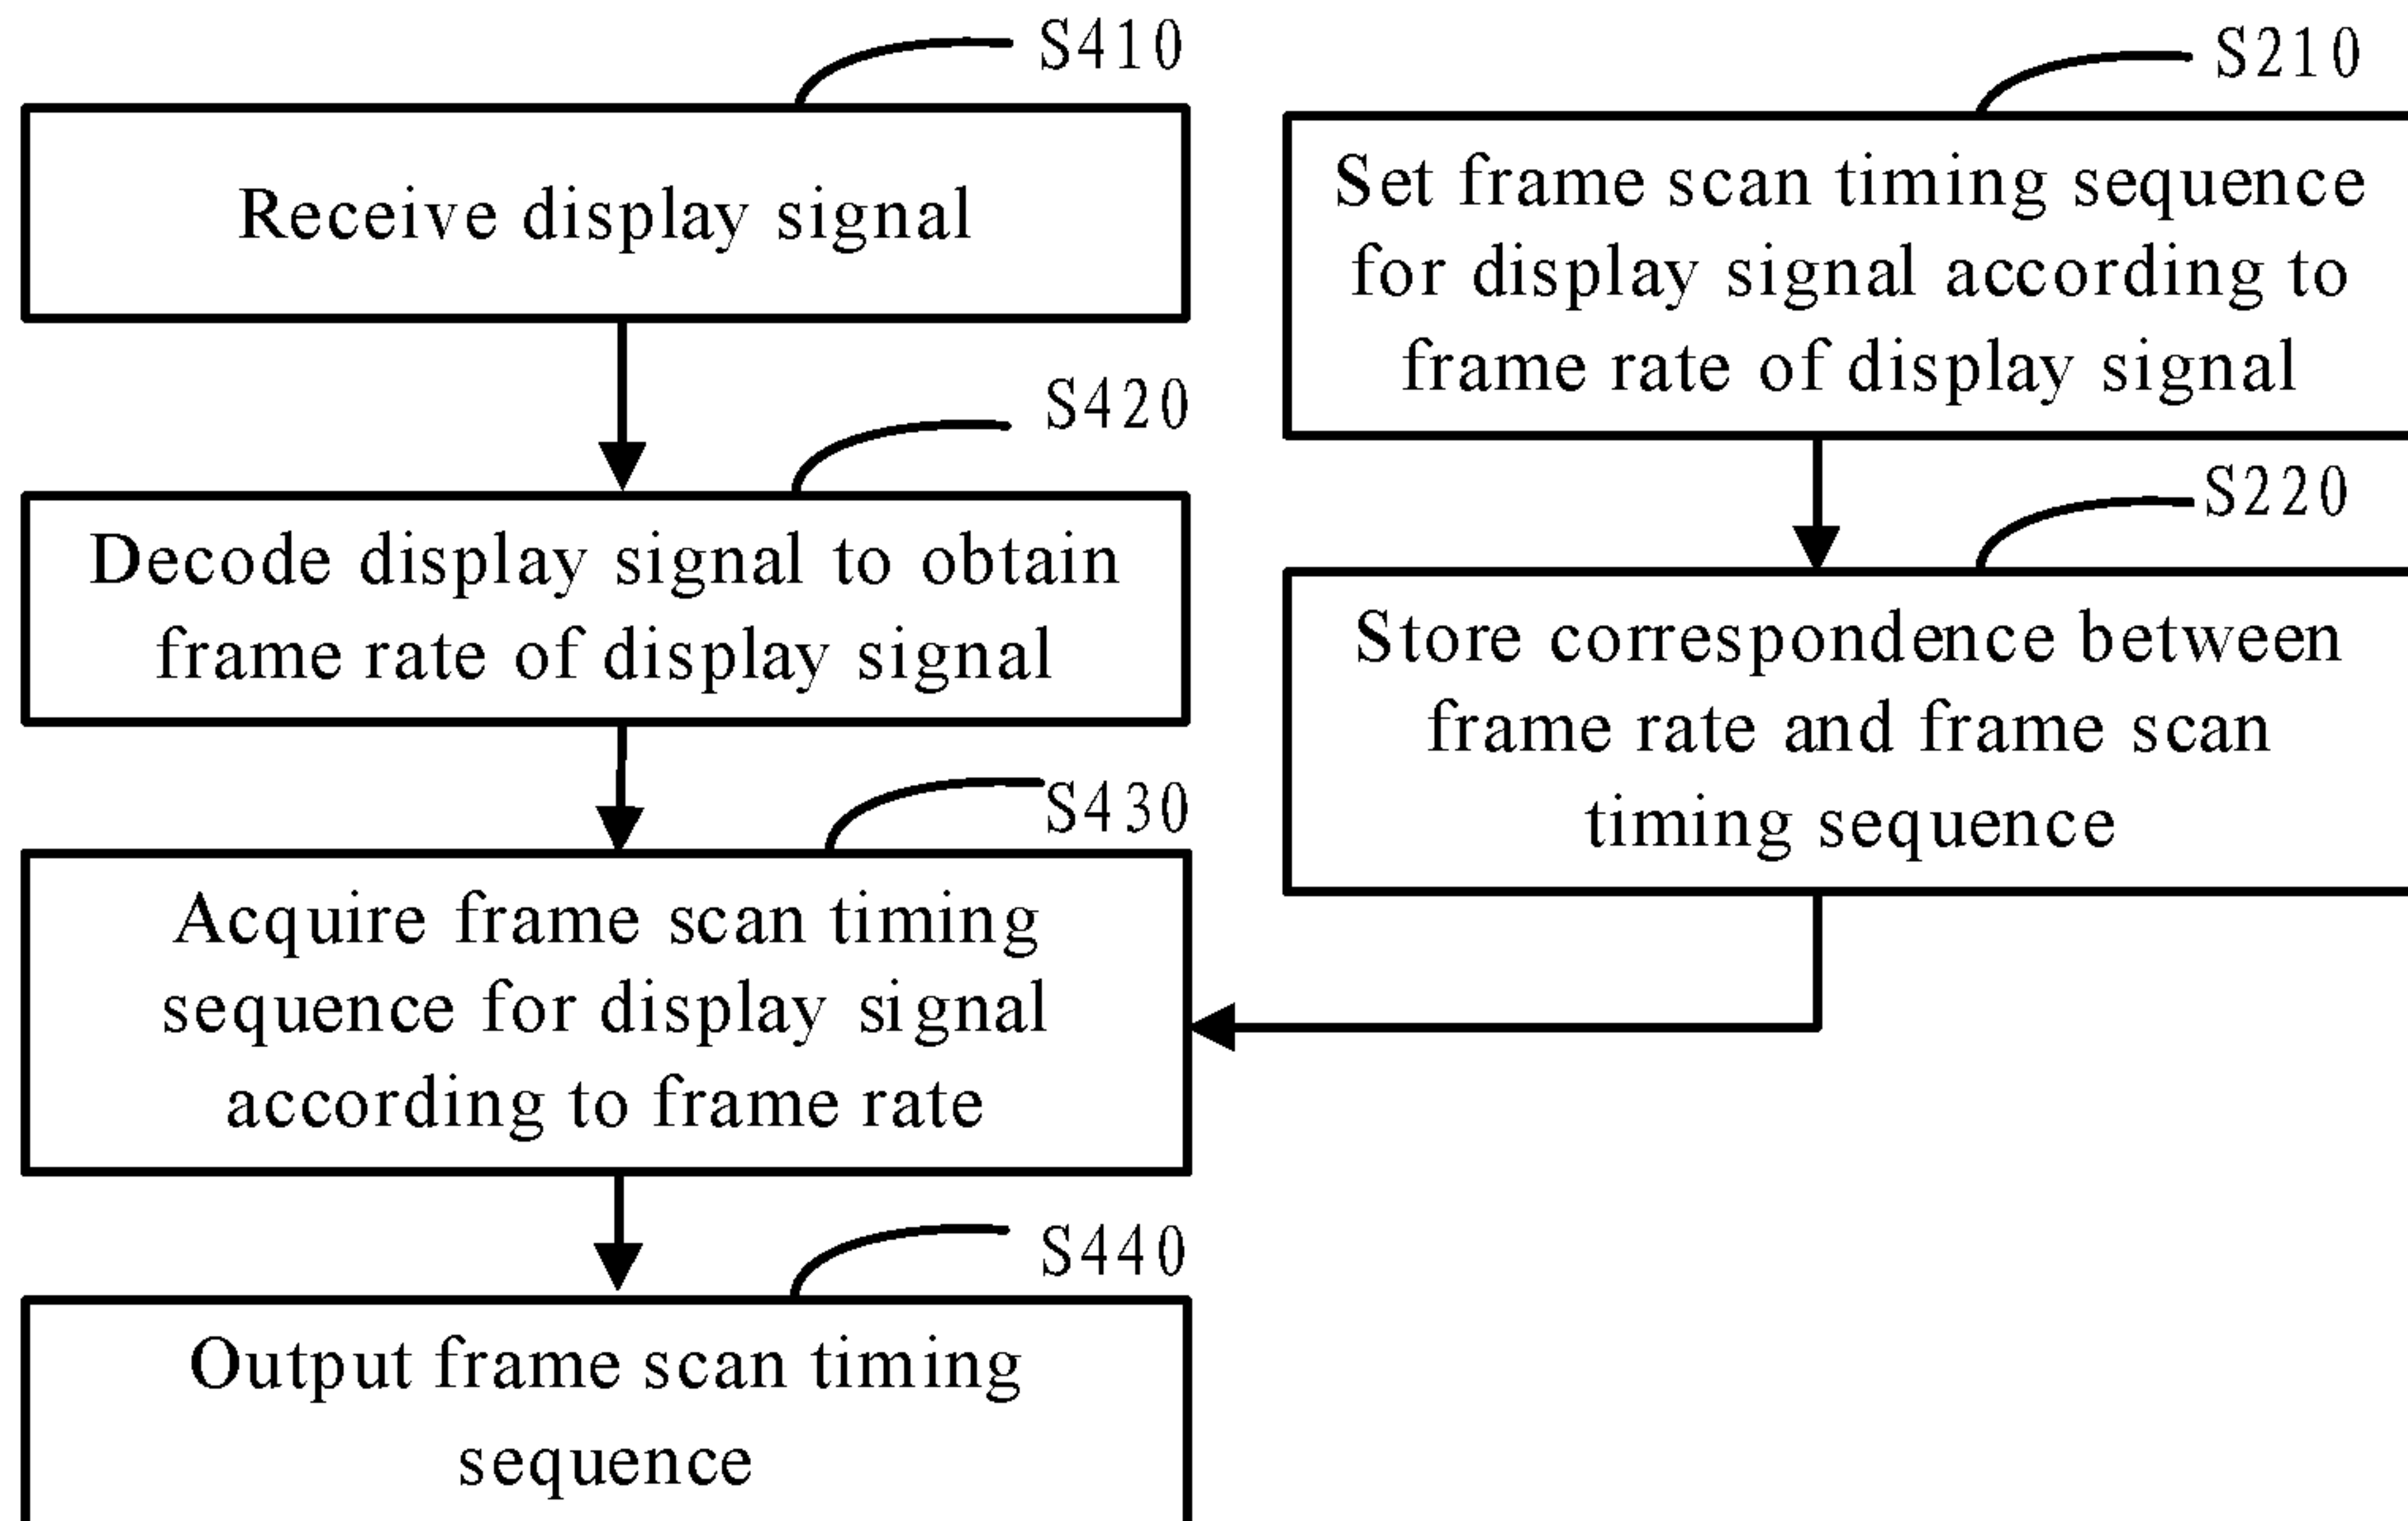 S410
Receive display signal
S420
Decode display signal to obtain
frame rate of display signal
S430
Acquire frame scan timing
sequence for display signal
according to frame rate
S440
Output frame scan timing
sequence
S210
Set frame scan timing sequence
for display signal according to
frame rate of display signal
S220
Store correspondence between
frame rate and frame scan
timing sequence